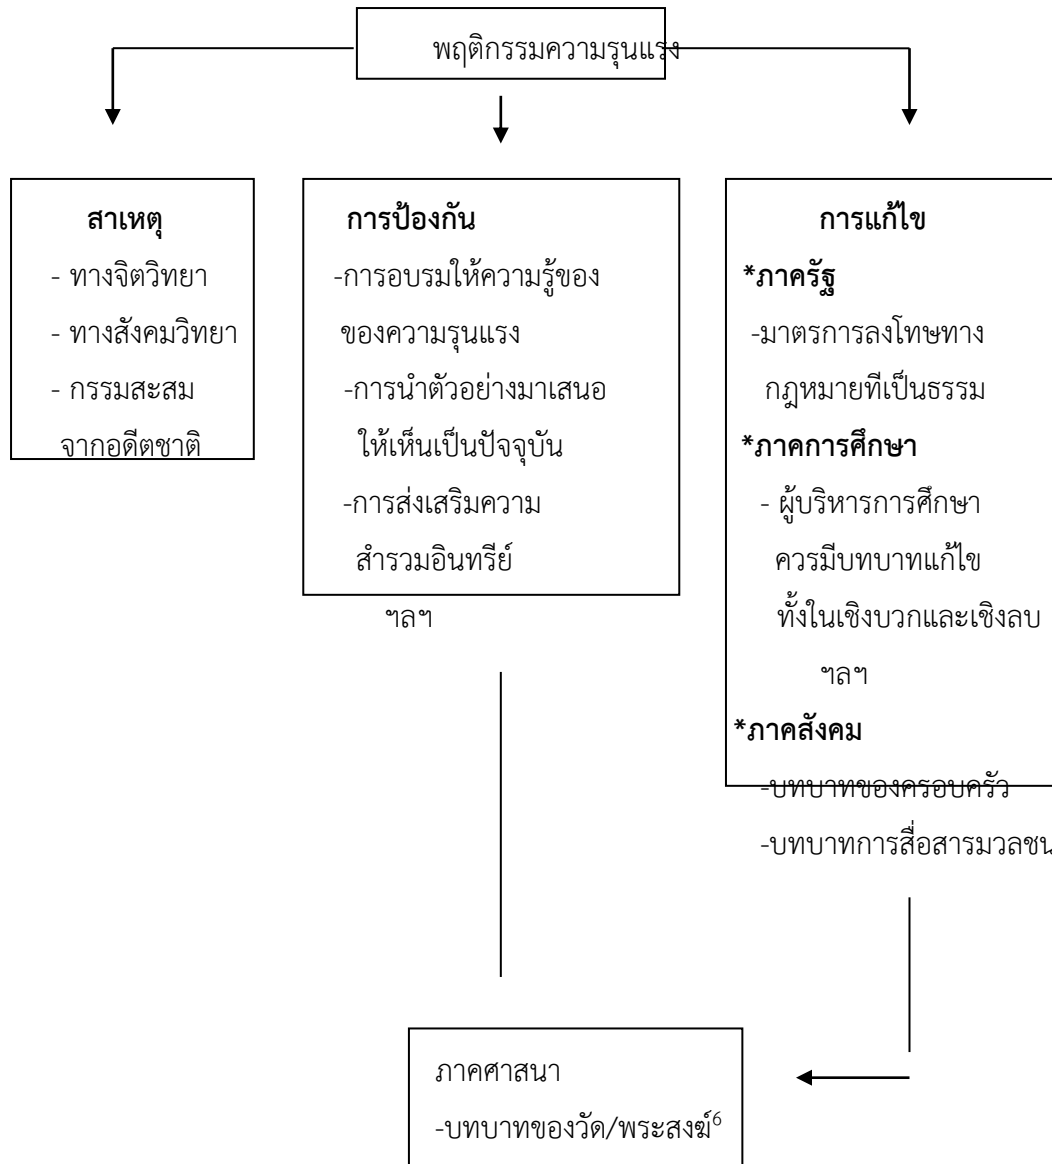 พฤติกรรมความรุนแรง
สาเหตุ
- ทางจิตวิทยา
- ทางสังคมวิทยา
- กรรมสะสม
จากอดีตชาติ
การป้องกัน
-การอบรมให้ความรู้ของ
ของความรุนแรง
-การนำตัวอย่างมาเสนอ
ให้เห็นเป็นปัจจุบัน
-การส่งเสริมความ
สำรวมอินทรีย์
ฯลฯ
การแก้ไข
*ภาครัฐ
-มาตรการลงโทษทาง
กฎหมายทีเป็นธรรม
*ภาคการศึกษา
- ผู้บริหารการศึกษา
ควรมีบทบาทแก้ไข
ทั้งในเชิงบวกและเชิงลบ
ฯลฯ
*ภาคสังคม
-บทบาทของครอบครัว
-บทบาทการสื่อสารมวลชน
ภาคศาสนา
-บทบาทของวัด/พระสงฆ์⁶